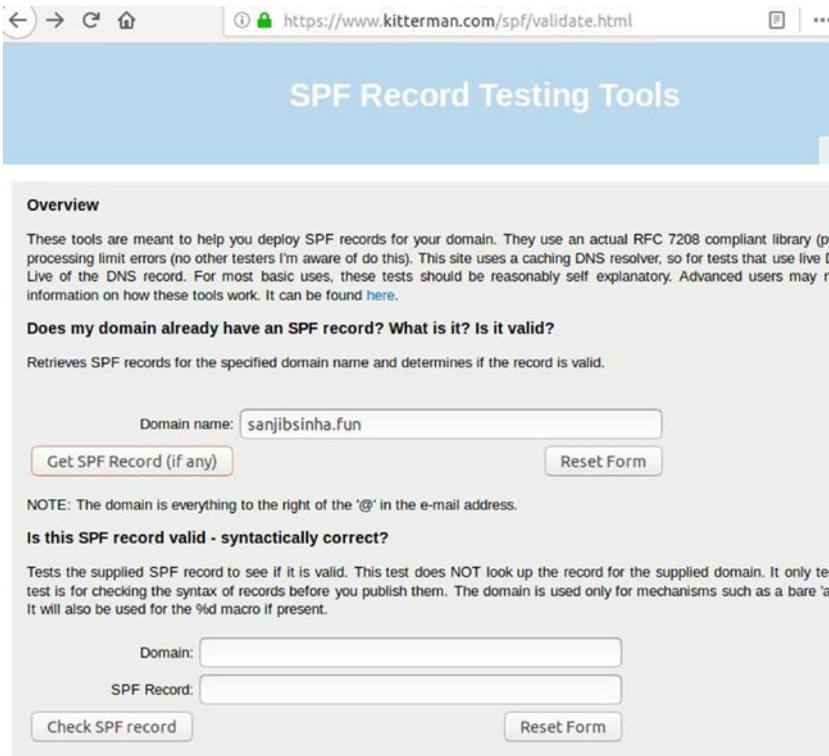 https://www.kitterman.com/spf/validate.html
SPF Record Testing Tools
Overview
These tools are meant to help you deploy SPF records for your domain. They use an actual RFC 7208 compliant library
processing limit errors (no other testers I'm aware of do this). This site uses a caching DNS resolver, so for tests that use live
Live of the DNS record. For most basic uses, these tests should be reasonably self explanatory. Advanced users may
information on how these tools work. It can be found here.
Does my domain already have an SPF record? What is it? Is it valid?
Retrieves SPF records for the specified domain name and determines if the record is valid.
Domain name: sanjibsinha.fun
Get SPF Record (if any) Reset Form
NOTE: The domain is everything to the right of the '@' in the e-mail address.
Is this SPF record valid - syntactically correct?
Tests the supplied SPF record to see if it is valid. This test does NOT look up the record for the supplied domain. It only
test is for checking the syntax of records before you publish them. The domain is used only for mechanisms such as a bare
It will also be used for the %d macro if present.
Domain:
SPF Record:
Check SPF record Reset Form